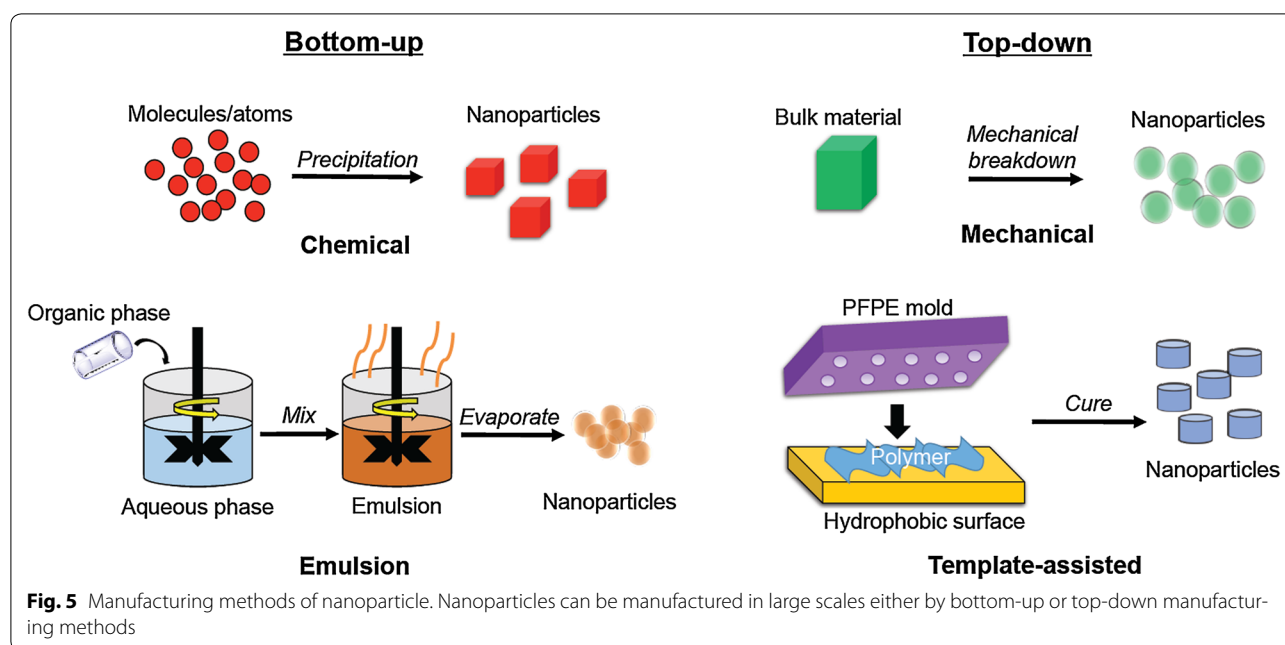 Bottom-up
Molecules/atoms
Precipitation
Nanoparticles
Chemical
Organic phase
Mix
Evaporate
Aqueous phase
Emulsion
Nanoparticles
Emulsion
Top-down
Bulk material
Mechanical
breakdown
Nanoparticles
Mechanical
PFPE mold
Polymer
Cure
Hydrophobic surface
Nanoparticles
Template-assisted
Fig. 5 Manufacturing methods of nanoparticle. Nanoparticles can be manufactured in large scales either by bottom-up or top-down manufactur-
ing methods